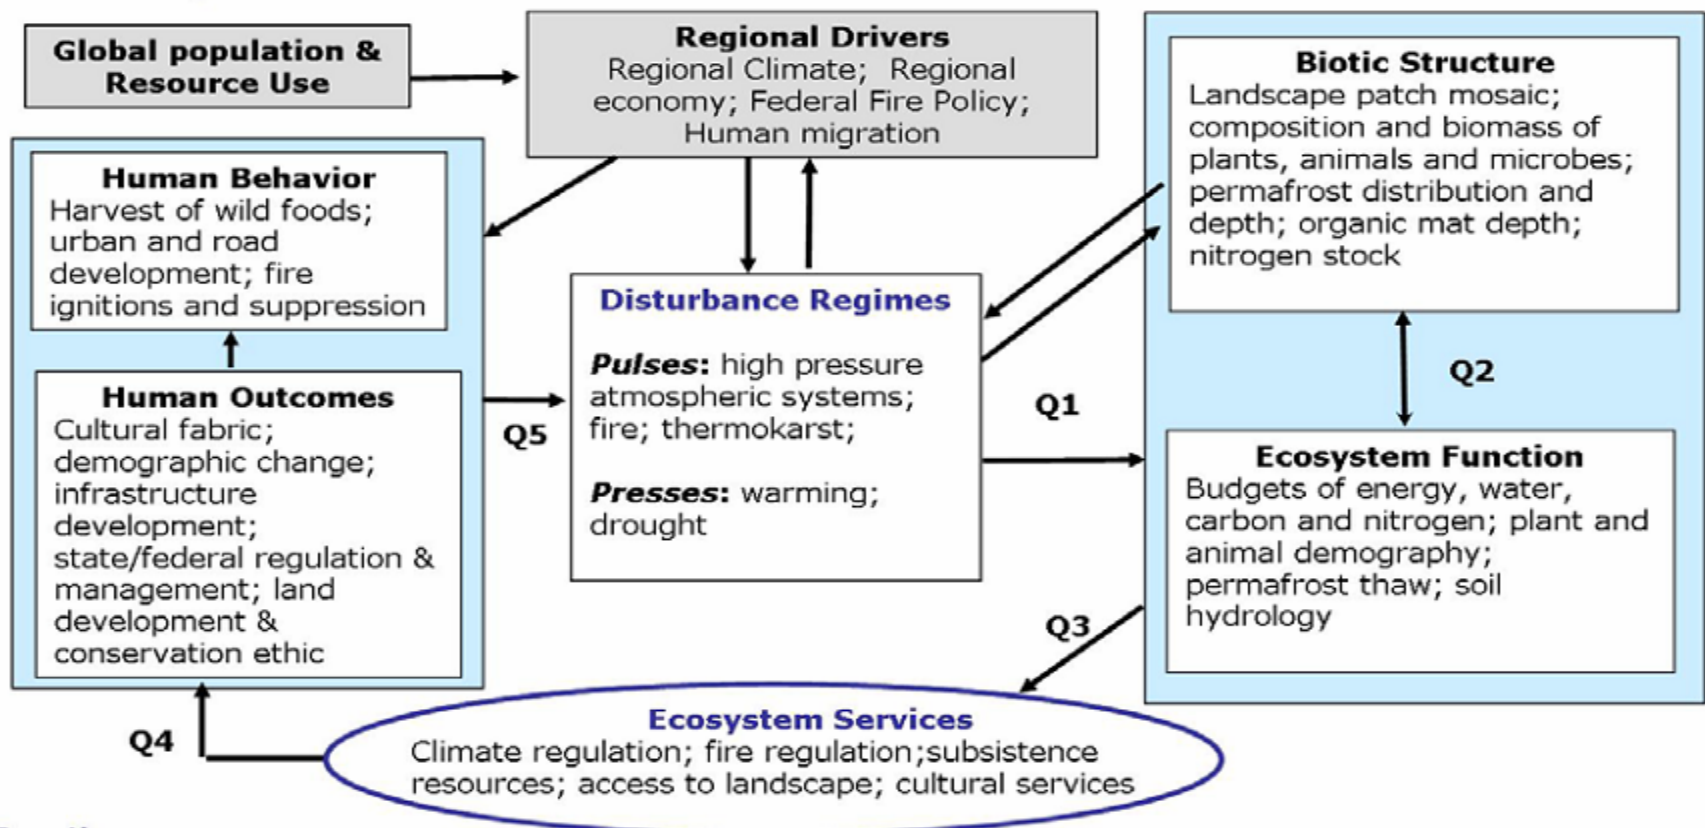 Global population &
Resource Use
Regional Drivers
Regional Climate; Regional
economy; Federal Fire Policy;
Human migration
Biotic Structure
Landscape patch mosaic;
composition and biomass of
plants, animals and microbes;
permafrost distribution and
depth; organic mat depth;
nitrogen stock
Human Behavior
Harvest of wild foods;
urban and road
development; fire
ignitions and suppression
Human Outcomes
Cultural fabric;
demographic change;
infrastructure
development;
state/federal regulation &
management; land
development &
conservation ethic
Q5
Disturbance Regimes
Pulses: high pressure
atmospheric systems;
fire; thermokarst;
Presses: warming;
drought
Q1
Q2
Ecosystem Function
Budgets of energy, water,
carbon and nitrogen; plant and
animal demography;
permafrost thaw; soil
hydrology
Q3
Q4
Ecosystem Services
Climate regulation; fire regulation;subsistence
resources; access to landscape; cultural services